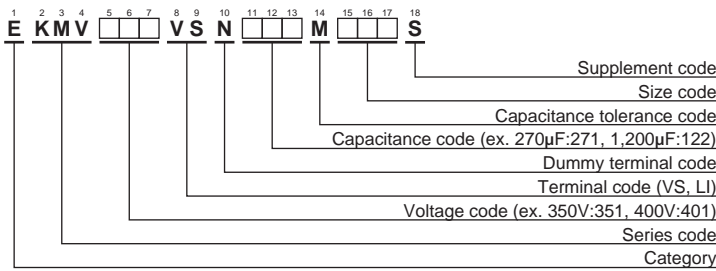 1 2 3 4 5 6 7 8 9 10 11 12 13 14 15 16 17 18
E KMV □□□ VS N □□□ M □□□ S
Supplement code
Size code
Capacitance tolerance code
Capacitance code (ex. 270µF:271, 1,200µF:122)
Dummy terminal code
Terminal code (VS, LI)
Voltage code (ex. 350V:351, 400V:401)
Series code
Category